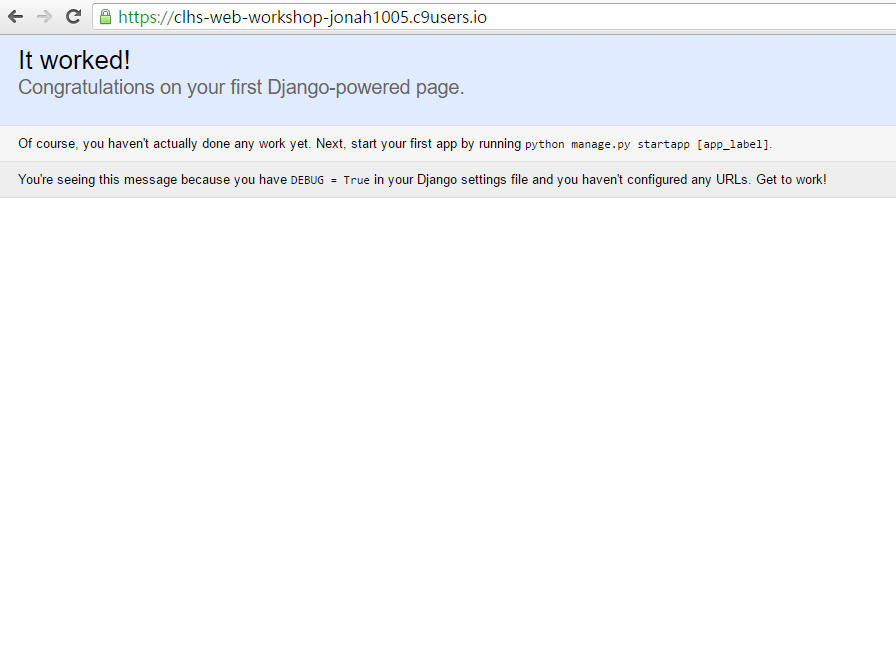 https://clhs-web-workshop-jonah1005.c9users.io
It worked!
Congratulations on your first Django-powered page.
Of course, you haven't actually done any work yet. Next, start your first app by running python manage.py startapp [app_label].
You're seeing this message because you have DEBUG = True in your Django settings file and you haven't configured any URLs. Get to work!